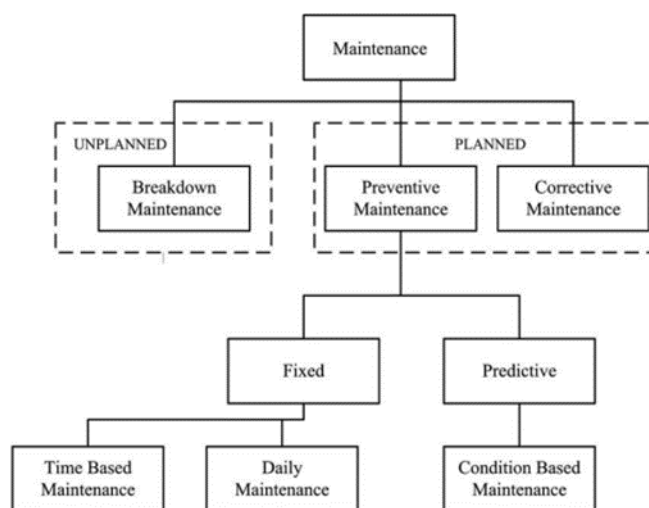 Maintenance
UNPLANNED
PLANNED
Breakdown
Maintenance
Preventive
Maintenance
Corrective
Maintenance
Fixed
Predictive
Time Based
Maintenance
Daily
Maintenance
Condition Based
Maintenance